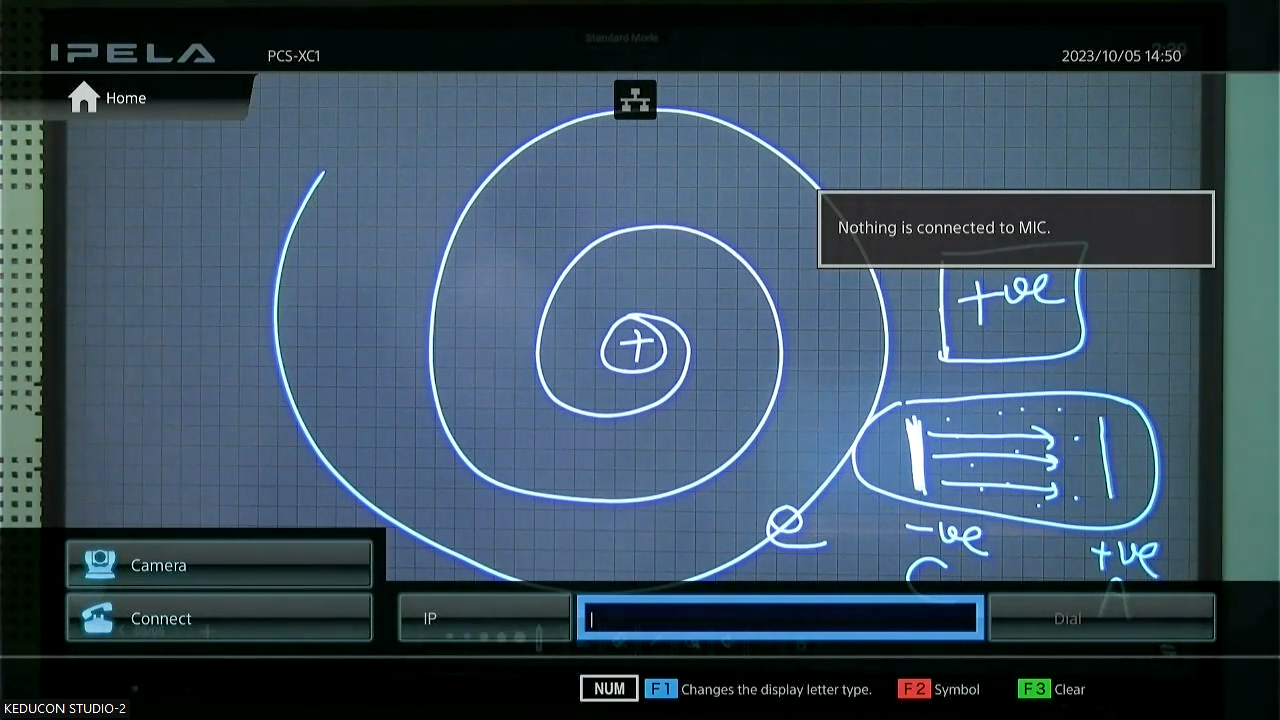 Standard Mode
IPELA PCS-XC1 2023/10/05 14:50
Home
Nothing is connected to MIC.
+ve
+
-ve
+ve
C
A
Camera
Connect
IP
Dial
NUM F1 Changes the display letter type. F2 Symbol F3 Clear
KEDUCON STUDIO-2